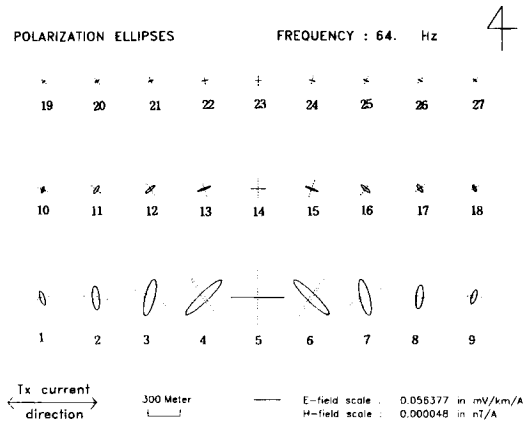 POLARIZATION ELLIPSES FREQUENCY : 64. Hz
19 20 21 22 23 24 25 26 27
10 11 12 13 14 15 16 17 18
1 2 3 4 5 6 7 8 9
Tx current
direction
300 Meter
E-field scale : 0.056377 in mV/km/A
H-field scale : 0.000048 in nT/A